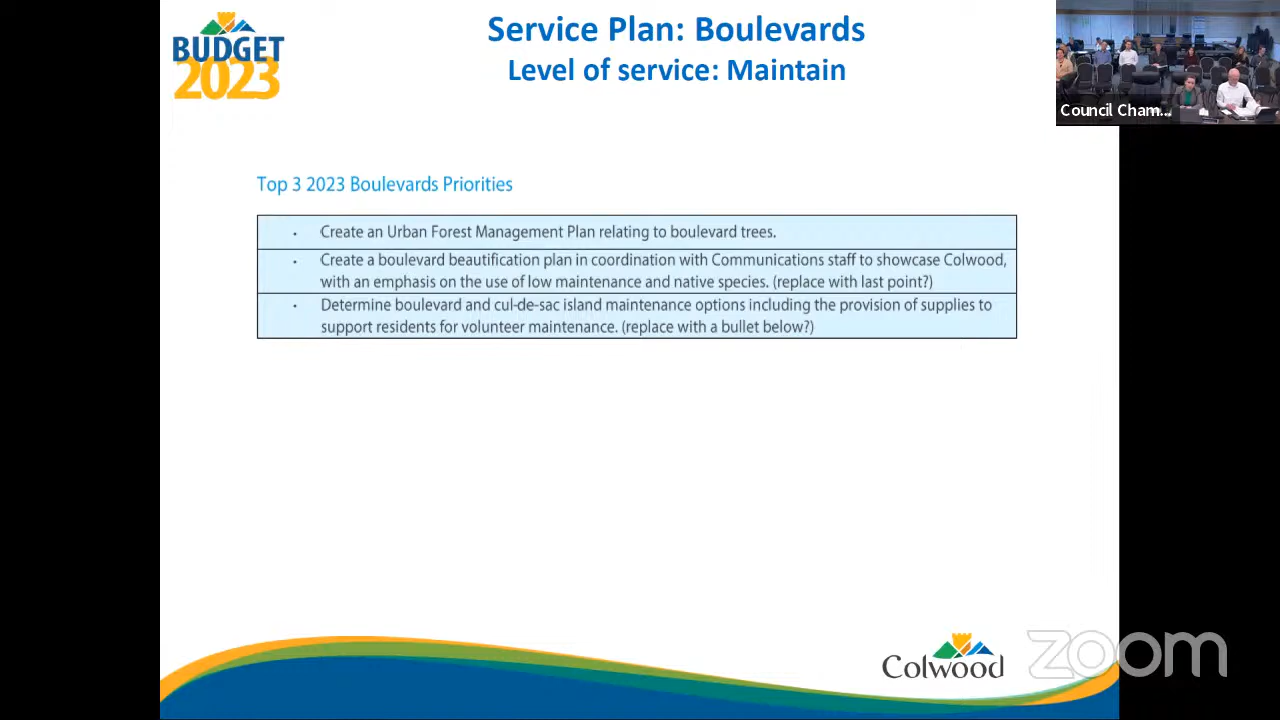 BUDGET
2023
Service Plan: Boulevards
Level of service: Maintain
Council Cham...
Top 3 2023 Boulevards Priorities
• Create an Urban Forest Management Plan relating to boulevard trees.
• Create a boulevard beautification plan in coordination with Communications staff to showcase Colwood,
with an emphasis on the use of low maintenance and native species. (replace with last point?)
• Determine boulevard and cul-de-sac island maintenance options including the provision of supplies to
support residents for volunteer maintenance. (replace with a bullet below?)
Colwood
zoom